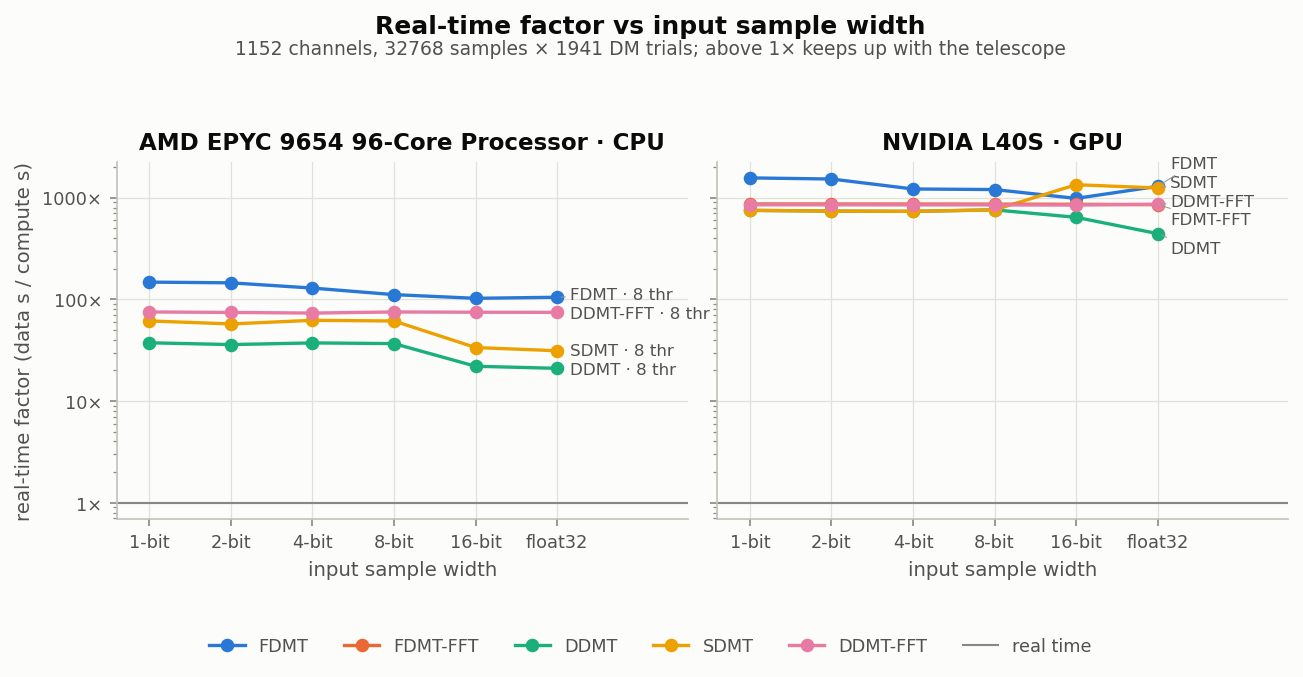 Real-time factor vs input sample width
1152 channels, 32768 samples × 1941 DM trials; above 1× keeps up with the telescope
AMD EPYC 9654 96-Core Processor · CPU
real-time factor (data s / compute s)
1000×
100×
10×
1×
FDMT · 8 thr
DDMT-FFT · 8 thr
SDMT · 8 thr
DDMT · 8 thr
1-bit 2-bit 4-bit 8-bit 16-bit float32
input sample width
NVIDIA L40S · GPU
FDMT
SDMT
DDMT-FFT
FDMT-FFT
DDMT
1-bit 2-bit 4-bit 8-bit 16-bit float32
input sample width
FDMT FDMT-FFT DDMT SDMT DDMT-FFT real time